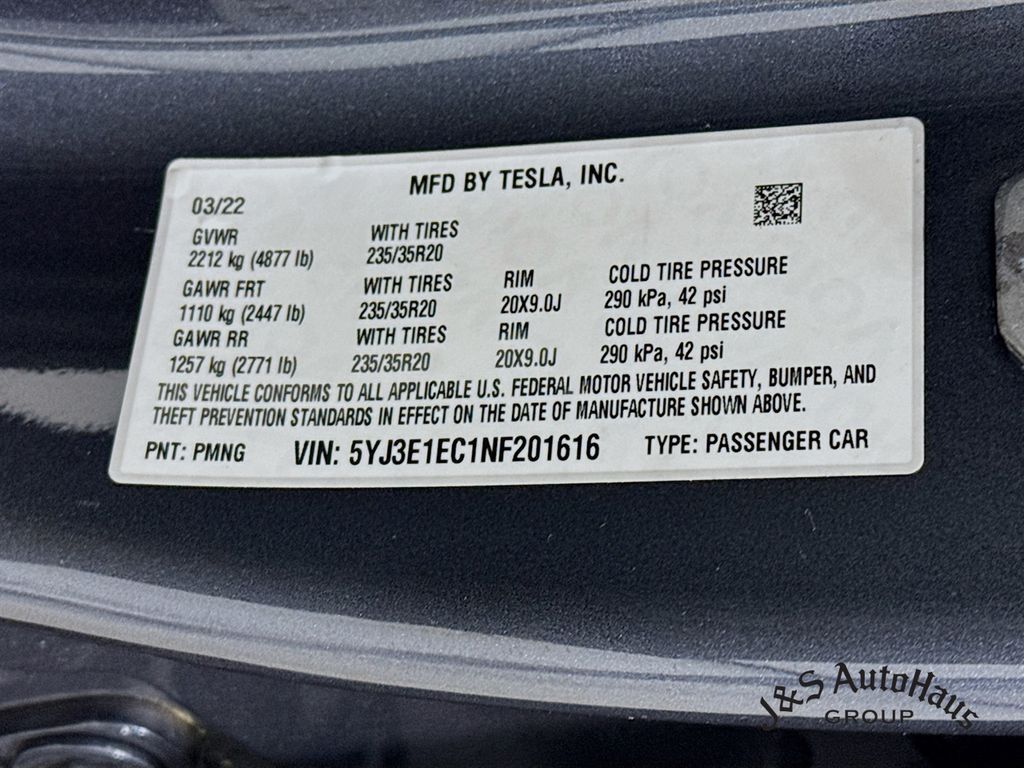 MFD BY TESLA, INC.
03/22
GVWR WITH TIRES
2212 kg (4877 lb) 235/35R20
GAWR FRT WITH TIRES RIM COLD TIRE PRESSURE
1110 kg (2447 lb) 235/35R20 20X9.0J 290 kPa, 42 psi
GAWR RR WITH TIRES RIM COLD TIRE PRESSURE
1257 kg (2771 lb) 235/35R20 20X9.0J 290 kPa, 42 psi
THIS VEHICLE CONFORMS TO ALL APPLICABLE U.S. FEDERAL MOTOR VEHICLE SAFETY, BUMPER, AND
THEFT PREVENTION STANDARDS IN EFFECT ON THE DATE OF MANUFACTURE SHOWN ABOVE.
PNT: PMNG VIN: 5YJ3E1EC1NF201616 TYPE: PASSENGER CAR
J&S AutoHaus
GROUP